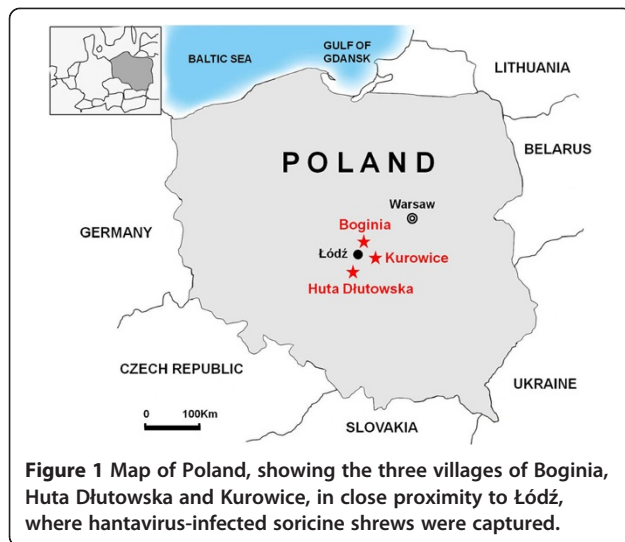 BALTIC SEA
GULF OF
GDANSK
LITHUANIA
BELARUS
POLAND
Warsaw
Boginia
GERMANY
Łódź
Kurowice
Huta Dłutowska
CZECH REPUBLIC
UKRAINE
0 100Km
SLOVAKIA
Figure 1 Map of Poland, showing the three villages of Boginia,
Huta Dłutowska and Kurowice, in close proximity to Łódź,
where hantavirus-infected soricine shrews were captured.